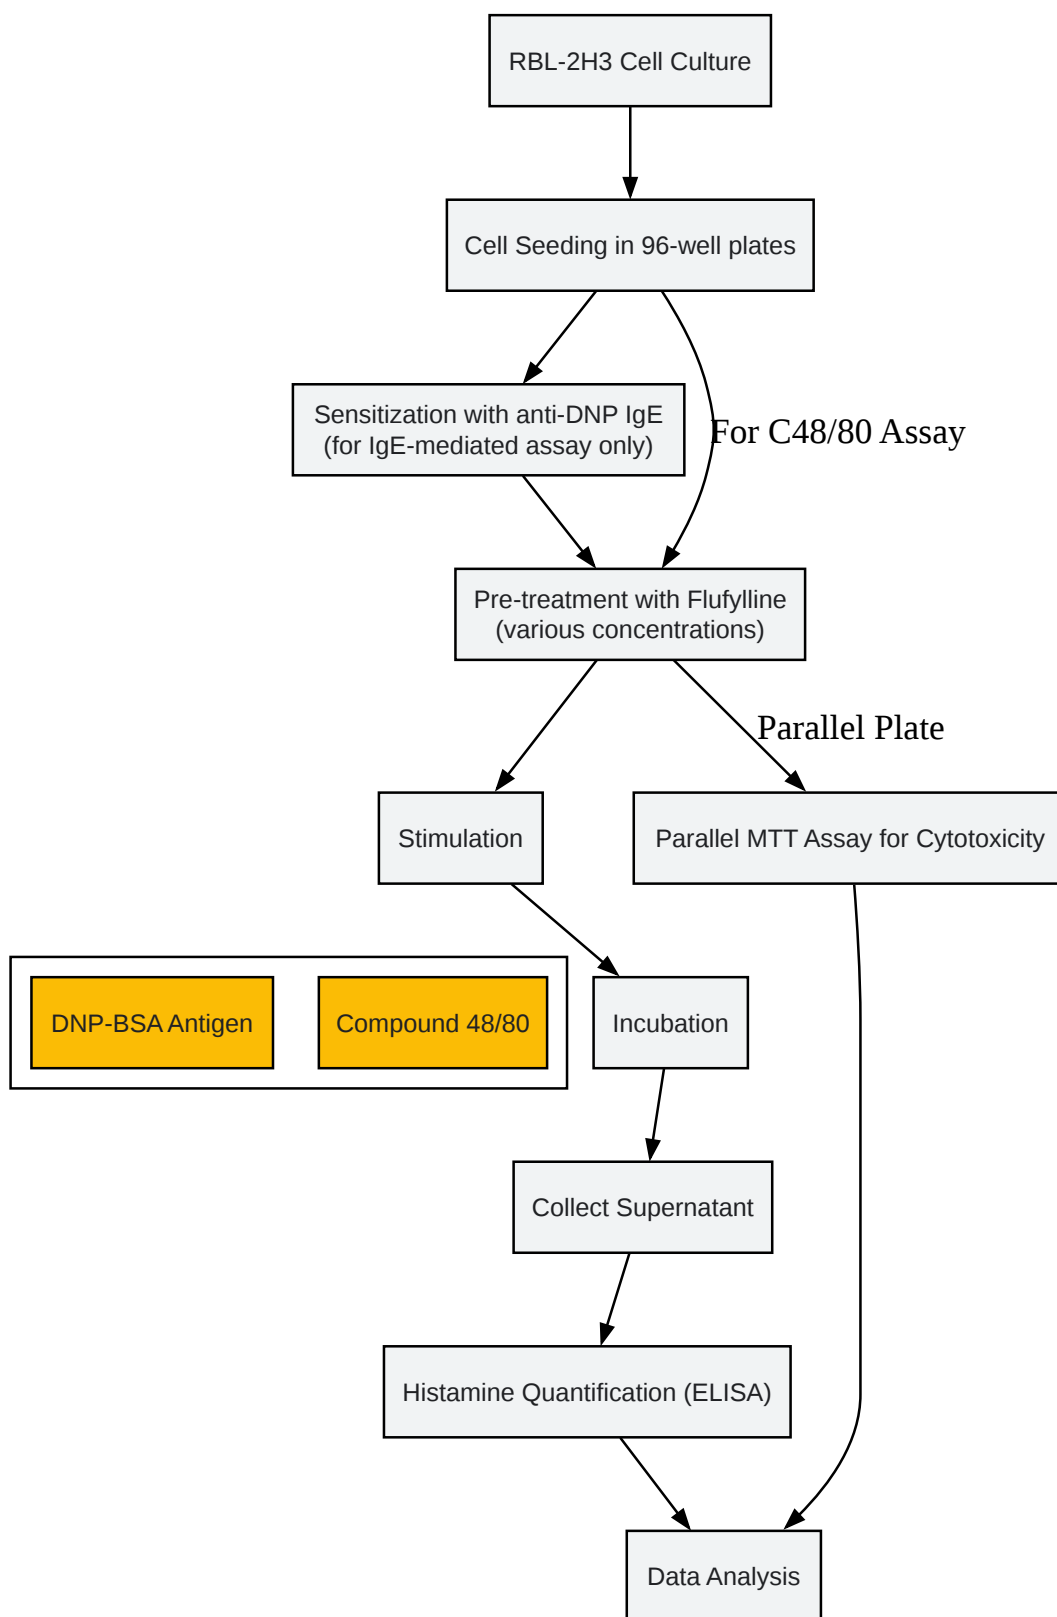 RBL-2H3 Cell Culture
Cell Seeding in 96-well plates
Sensitization with anti-DNP IgE
(for IgE-mediated assay only)
For C48/80 Assay
Pre-treatment with Flufylline
(various concentrations)
Parallel Plate
Stimulation
Parallel MTT Assay for Cytotoxicity
DNP-BSA Antigen
Compound 48/80
Incubation
Collect Supernatant
Histamine Quantification (ELISA)
Data Analysis